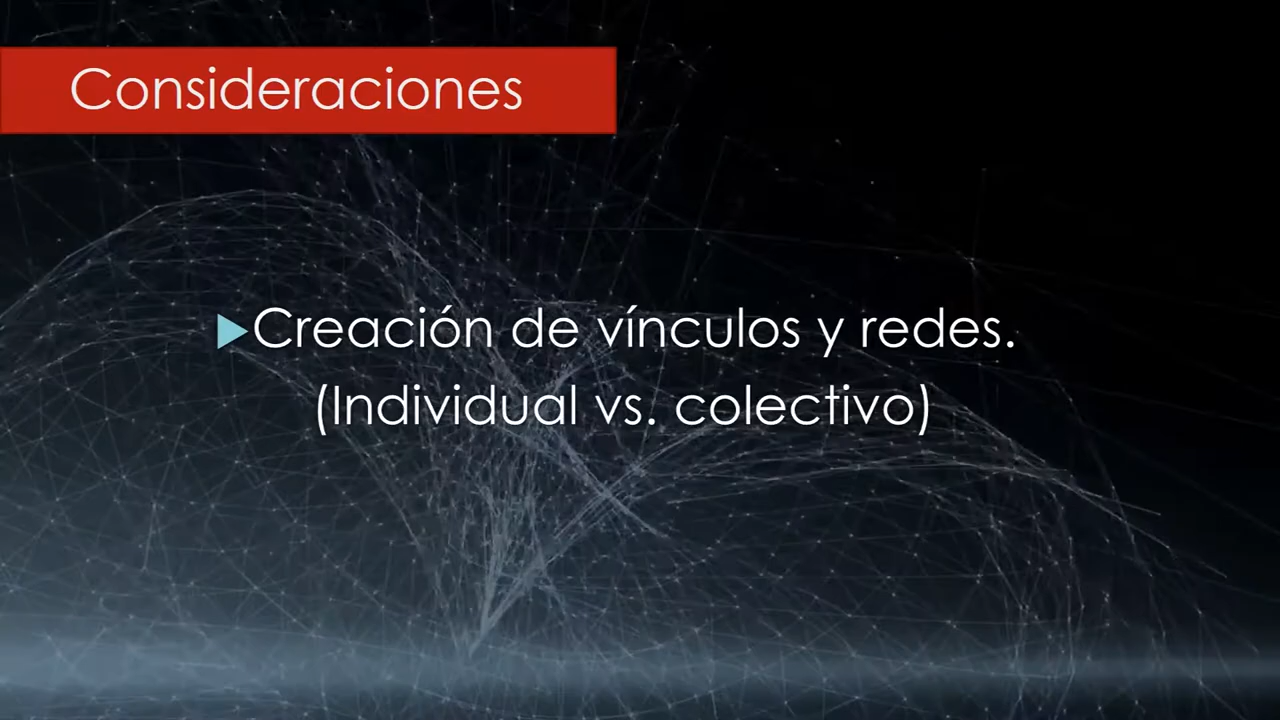 Consideraciones
Creación de vínculos y redes.
(Individual vs. colectivo)